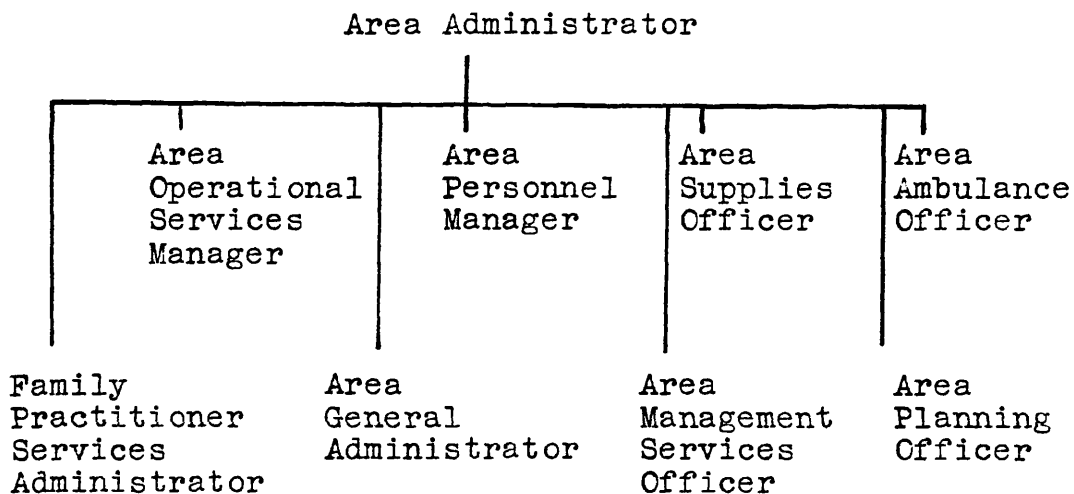 Area Administrator
Area
Operational
Services
Manager
Area
Personnel
Manager
Area
Supplies
Officer
Area
Ambulance
Officer
Family
Practitioner
Services
Administrator
Area
General
Administrator
Area
Management
Services
Officer
Area
Planning
Officer